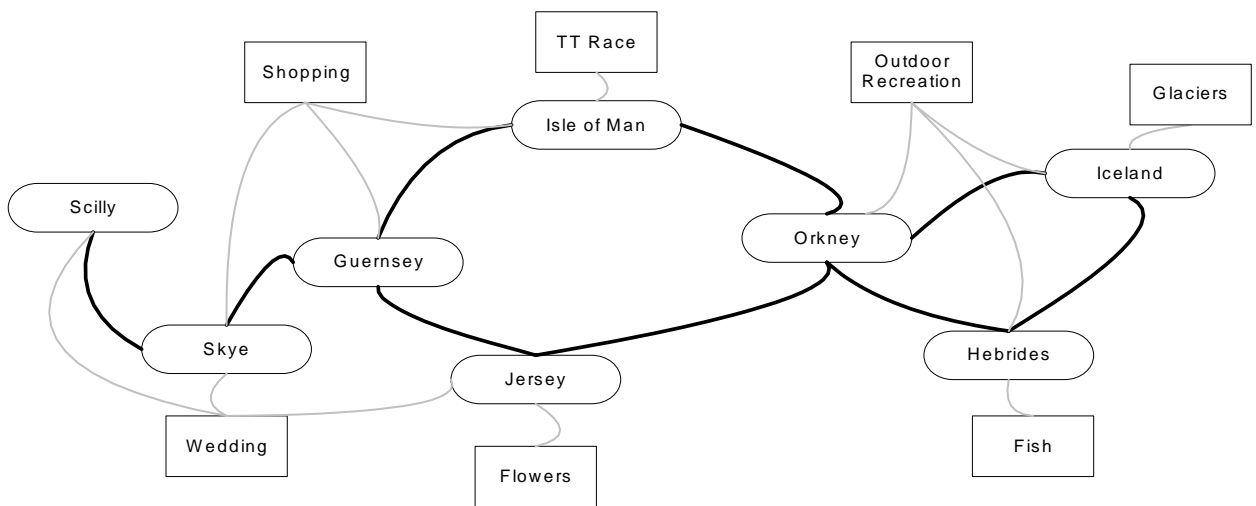 TT Race
Shopping
Outdoor
Recreation
Glaciers
Isle of Man
Iceland
Scilly
Orkney
Guernsey
Skye
Hebrides
Jersey
Wedding
Fish
Flowers